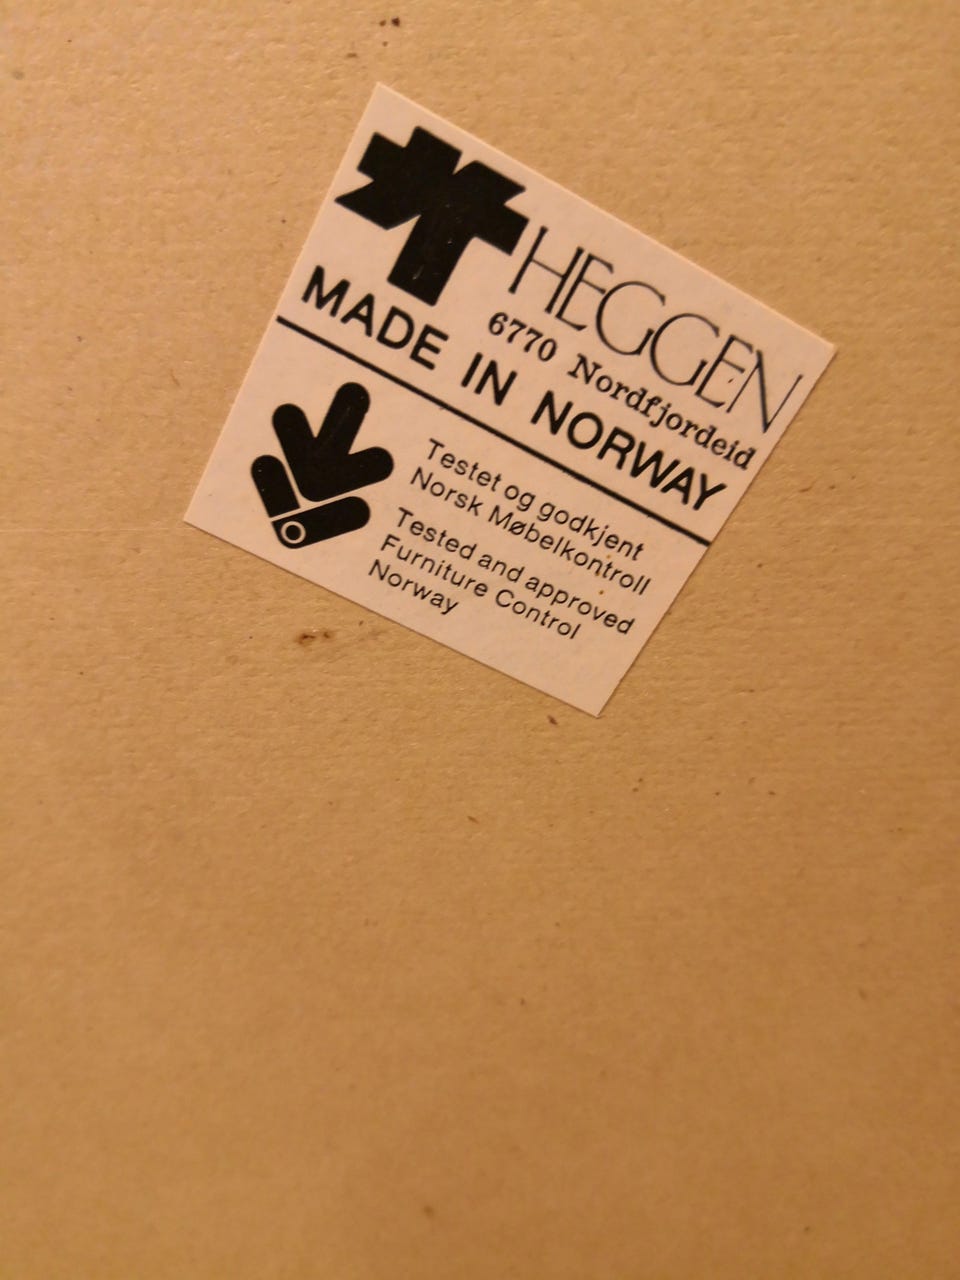 HEGGEN
6770 Nordfjordeid
MADE IN NORWAY
Testet og godkjent
Norsk Møbelkontroll
Tested and approved
Furniture Control
Norway